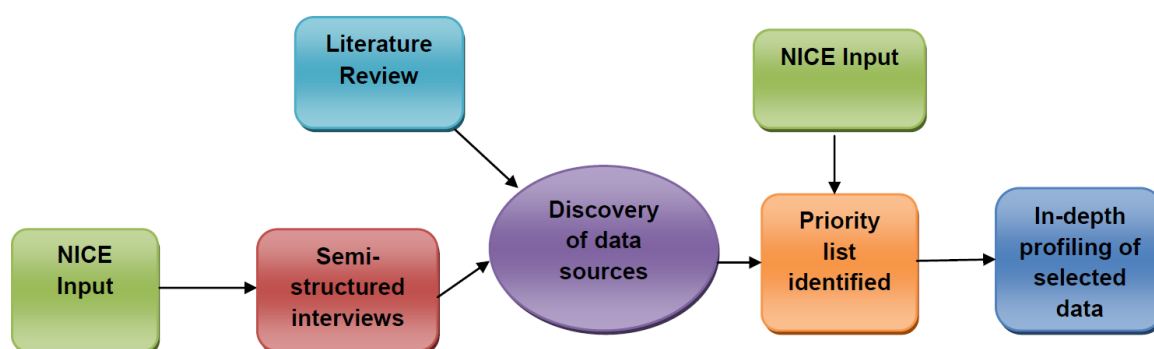 Literature
Review
NICE Input
NICE
Input
Semi-
structured
interviews
Discovery
of data
sources
Priority
list
identified
In-depth
profiling of
selected
data